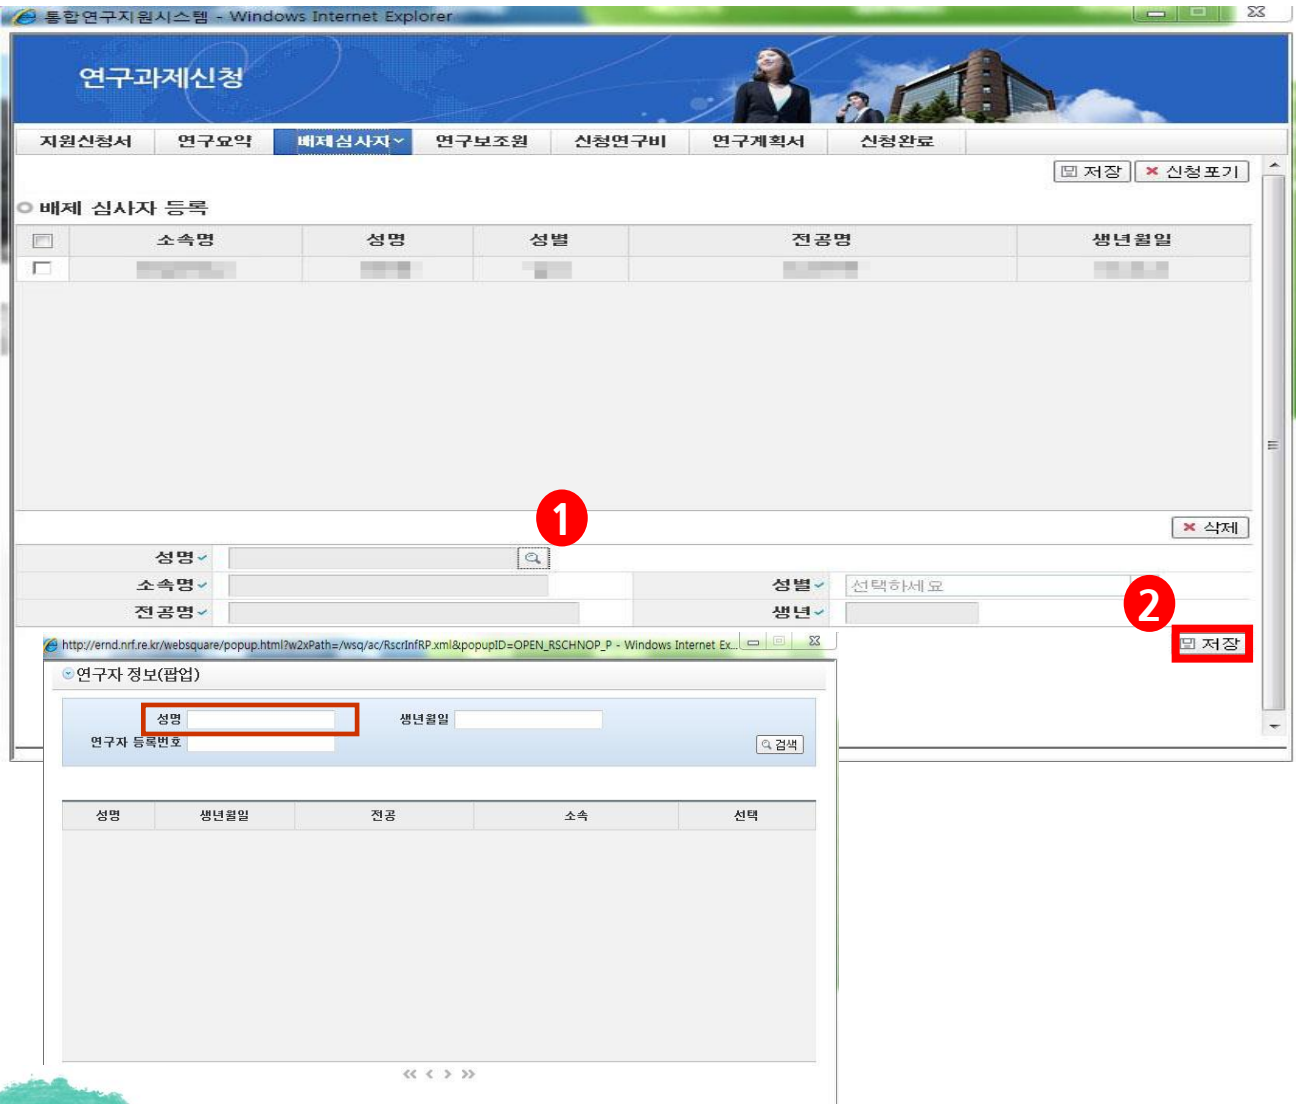 통합연구지원시스템 - Windows Internet Explorer
연구과제신청
지원신청서 연구요약 배제심사자 연구보조원 신청연구비 연구계획서 신청완료
저장 신청포기
배제 심사자 등록
소속명 성명 성별 전공명 생년월일
1
삭제
성명
소속명 성별 선택하세요
전공명 생년
2
저장
http://ernd.nrf.re.kr/websquare/popup.html?w2xPath=/wsq/ac/RscrInfRP.xml&popupID=OPEN_RSCHNOP_P - Windows Internet Ex...
연구자 정보(팝업)
성명 생년월일
연구자 등록번호 검색
성명 생년월일 전공 소속 선택